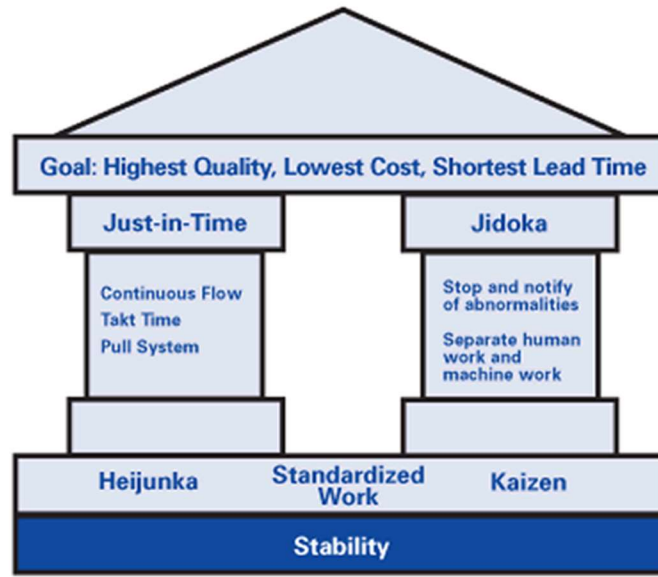 Goal: Highest Quality, Lowest Cost, Shortest Lead Time
Just-in-Time
Continuous Flow
Takt Time
Pull System
Jidoka
Stop and notify
of abnormalities
Separate human
work and
machine work
Heijunka
Standardized
Work
Kaizen
Stability